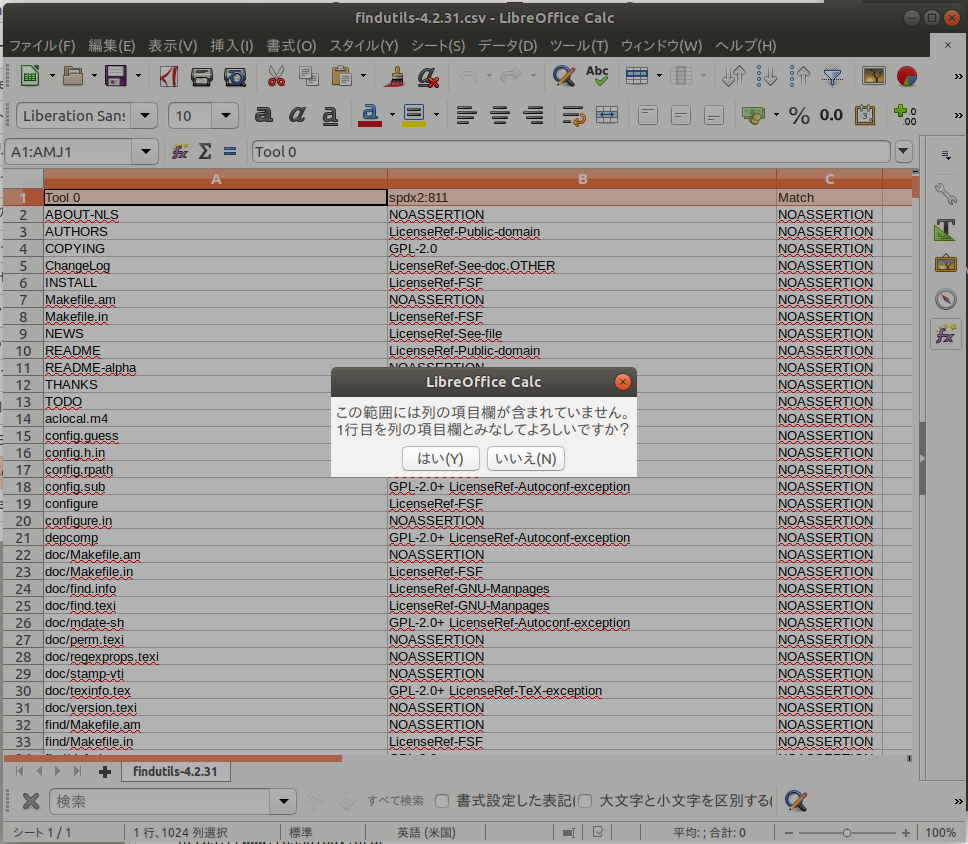 findutils-4.2.31.csv - LibreOffice Calc
ファイル(F) 編集(E) 表示(V) 挿入(I) 書式(O) スタイル(Y) シート(S) データ(D) ツール(T) ウィンドウ(W) ヘルプ(H)
Liberation Sans 10
A1:AMJ1 Tool 0
A B C
1 Tool 0 spdx2:811 Match
2 ABOUT-NLS NOASSERTION NOASSERTION
3 AUTHORS LicenseRef-Public-domain NOASSERTION
4 COPYING GPL-2.0 NOASSERTION
5 ChangeLog LicenseRef-See-doc.OTHER NOASSERTION
6 INSTALL LicenseRef-FSF NOASSERTION
7 Makefile.am NOASSERTION NOASSERTION
8 Makefile.in LicenseRef-FSF NOASSERTION
9 NEWS LicenseRef-See-file NOASSERTION
10 README LicenseRef-Public-domain NOASSERTION
11 README-alpha NOASSERTION NOASSERTION
12 THANKS NOASSERTION
13 TODO NOASSERTION
14 aclocal.m4 NOASSERTION
15 config.guess NOASSERTION
16 config.h.in NOASSERTION
17 config.rpath NOASSERTION
LibreOffice Calc
この範囲には列の項目欄が含まれていません。
1行目を列の項目欄とみなしてよろしいですか?
はい(Y) いいえ(N)
18 config.sub GPL-2.0+ LicenseRef-Autoconf-exception NOASSERTION
19 configure LicenseRef-FSF NOASSERTION
20 configure.in NOASSERTION NOASSERTION
21 depcomp GPL-2.0+ LicenseRef-Autoconf-exception NOASSERTION
22 doc/Makefile.am NOASSERTION NOASSERTION
23 doc/Makefile.in LicenseRef-FSF NOASSERTION
24 doc/find.info LicenseRef-GNU-Manpages NOASSERTION
25 doc/find.texi LicenseRef-GNU-Manpages NOASSERTION
26 doc/mdate-sh GPL-2.0+ LicenseRef-Autoconf-exception NOASSERTION
27 doc/perm.texi NOASSERTION NOASSERTION
28 doc/regexprops.texi NOASSERTION NOASSERTION
29 doc/stamp-vti NOASSERTION NOASSERTION
30 doc/texinfo.tex GPL-2.0+ LicenseRef-TeX-exception NOASSERTION
31 doc/version.texi NOASSERTION NOASSERTION
32 find/Makefile.am NOASSERTION NOASSERTION
33 find/Makefile.in LicenseRef-FSF NOASSERTION
findutils-4.2.31
検索 すべて検索 書式設定した表記( 大文字と小文字を区別する(
シート 1 / 1 1 行、1024 列選択 標準 英語 (米国) 平均: ; 合計: 0 100%